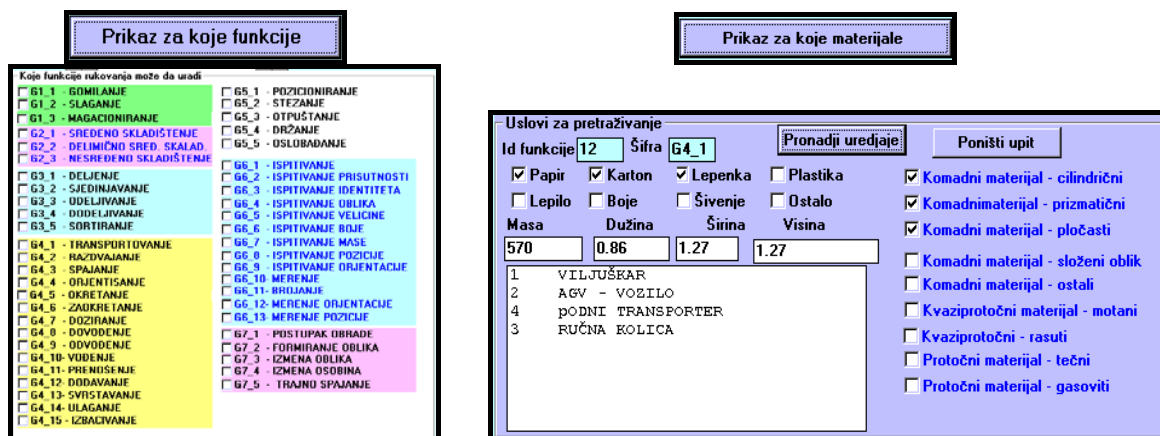 Prikaz za koje funkcije
Koje funkcije rukovanja može da uradi
G1_1 - GOMILANJE
G1_2 - SLAGANJE
G1_3 - MAGACIONIRANJE
G2_1 - SREĐENO SKLADIŠTENJE
G2_2 - DELIMIČNO SRED. SKALAD.
G2_3 - NESREĐENO SKLADIŠTENJE
G3_1 - DELJENJE
G3_2 - SJEDINJAVANJE
G3_3 - ODELJIVANJE
G3_4 - DODELJIVANJE
G3_5 - SORTIRANJE
G4_1 - TRANSPORTOVANJE
G4_2 - RAZDVAJANJE
G4_3 - SPAJANJE
G4_4 - ORJENTISANJE
G4_5 - OKRETANJE
G4_6 - ZAOKRETANJE
G4_7 - DOZIRANJE
G4_8 - DOVOĐENJE
G4_9 - ODVOĐENJE
G4_10- VOĐENJE
G4_11- PRENOŠENJE
G4_12- DODAVANJE
G4_13- SVRSTAVANJE
G4_14- ULAGANJE
G4_15 - IZBACIVANJE
G5_1 - POZICIONIRANJE
G5_2 - STEZANJE
G5_3 - OTPUŠTANJE
G5_4 - DRŽANJE
G5_5 - OSLOBAĐANJE
G6_1 - ISPITIVANJE
G6_2 - ISPITIVANJE PRISUTNOSTI
G6_3 - ISPITIVANJE IDENTITETA
G6_4 - ISPITIVANJE OBLIKA
G6_5 - ISPITIVANJE VELICINE
G6_6 - ISPITIVANJE BOJE
G6_7 - ISPITIVANJE MASE
G6_8 - ISPITIVANJE POZICIJE
G6_9 - ISPITIVANJE ORJENTACIJE
G6_10- MERENJE
G6_11- BROJANJE
G6_12- MERENJE ORJENTACIJE
G6_13- MERENJE POZICIJE
G7_1 - POSTUPAK OBRADE
G7_2 - FORMIRANJE OBLIKA
G7_3 - IZMENA OBLIKA
G7_4 - IZMENA OSOBINA
G7_5 - TRAJNO SPAJANJE
Prikaz za koje materijale
Uslovi za pretraživanje
Id funkcije 12 Šifra G4_1 Pronadji uredjaje Poništi upit
Papir Karton Lepenka Plastika
Lepilo Boje Šivenje Ostalo
Masa Dužina Širina Visina
570 0.86 1.27 1.27
1 VILJUŠKAR
2 AGV - VOZILO
4 pODNI TRANSPORTER
3 RUČNA KOLICA
Komadni materijal - cilindrični
Komadnimaterijal - prizmatični
Komadni materijal - pločasti
Komadni materijal - složeni oblik
Komadni materijal - ostali
Kvaziprotočni materijal - motani
Kvaziprotočni - rasuti
Protočni materijal - tečni
Protočni materijal - gasoviti